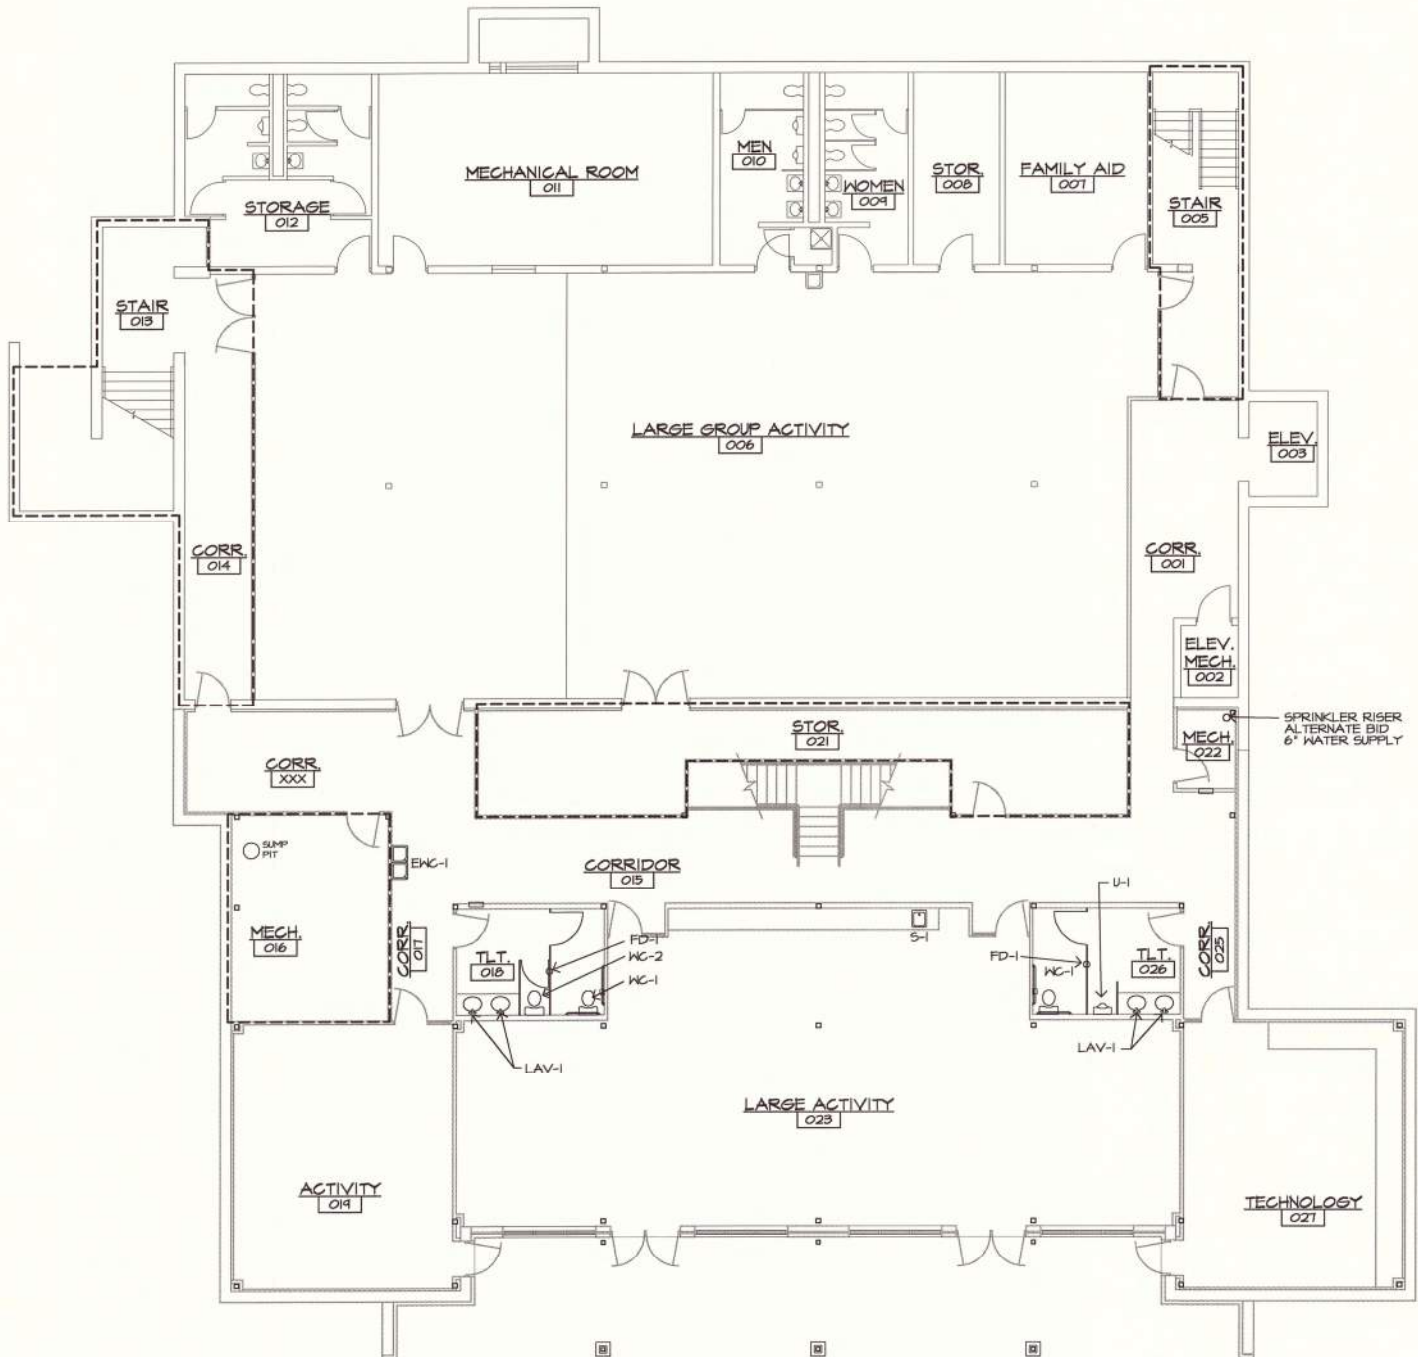 MECHANICAL ROOM
011
MEN
010
WOMEN
009
STOR.
008
FAMILY AID
007
STORAGE
012
STAIR
005
STAIR
013
LARGE GROUP ACTIVITY
006
ELEV.
003
CORR.
014
CORR.
001
ELEV.
MECH.
002
STOR.
021
SPRINKLER RISER
ALTERNATE BID
6" WATER SUPPLY
MECH.
022
CORR.
XXX
SUMP
PIT
EWC-1
CORRIDOR
015
U-1
MECH.
016
CORR.
017
TLT.
018
FD-1
WC-2
WC-1
S-1
FD-1
WC-1
TLT.
026
CORR.
025
LAV-1
LAV-1
LARGE ACTIVITY
023
ACTIVITY
019
TECHNOLOGY
027